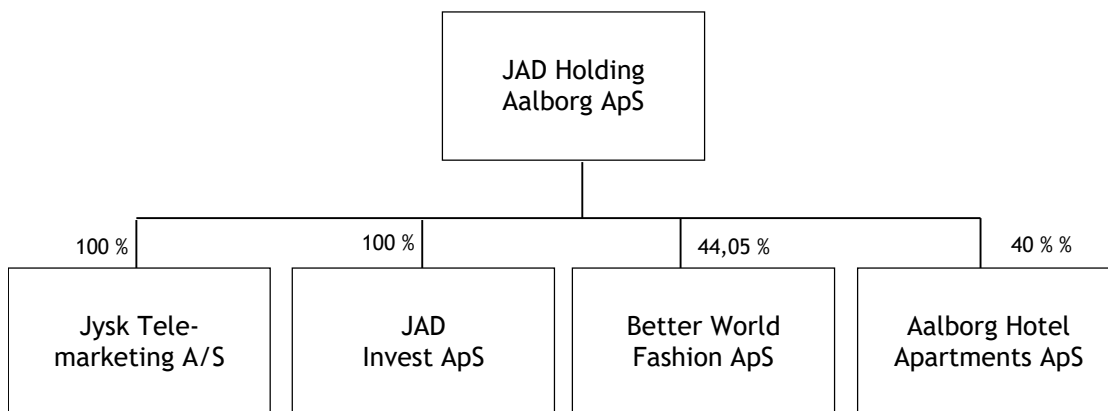 JAD Holding
Aalborg ApS
100 %
100 %
44,05 %
40 % %
Jysk Tele-
marketing A/S
JAD
Invest ApS
Better World
Fashion ApS
Aalborg Hotel
Apartments ApS